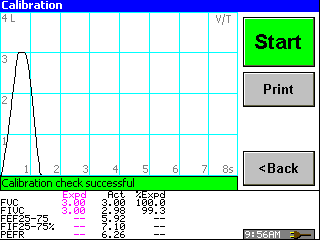 Calibration
4 L V/T
3
2
1
1 2 3 4 5 6 7 8s
Start
Print
<Back
Calibration check successful
Expd Act %Expd
FVC 3.00 3.00 100.0
FIVC 3.00 2.98 99.3
FEF25-75 -- 5.92 --
FIF25-75% -- 7.10 --
PEFR -- 6.26 --
9:56AM